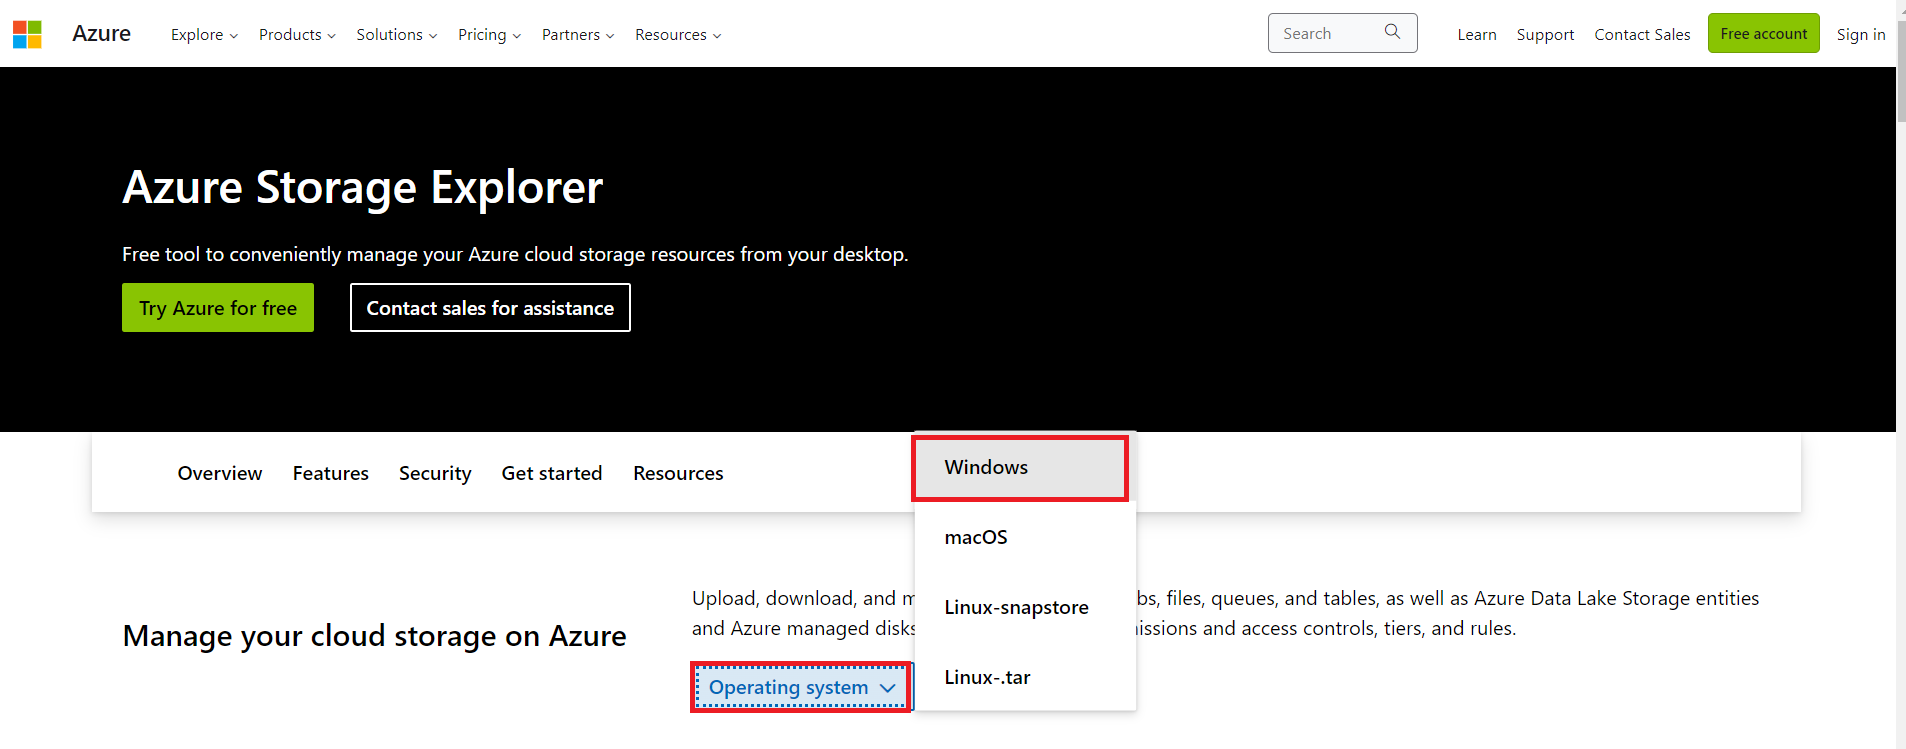 Azure Explore Products Solutions Pricing Partners Resources Search Learn Support Contact Sales Free account Sign in
Azure Storage Explorer
Free tool to conveniently manage your Azure cloud storage resources from your desktop.
Try Azure for free Contact sales for assistance
Overview Features Security Get started Resources
Windows
macOS
Linux-snapstore
Linux-.tar
Manage your cloud storage on Azure
Upload, download, and m bs, files, queues, and tables, as well as Azure Data Lake Storage entities
and Azure managed disks issions and access controls, tiers, and rules.
Operating system